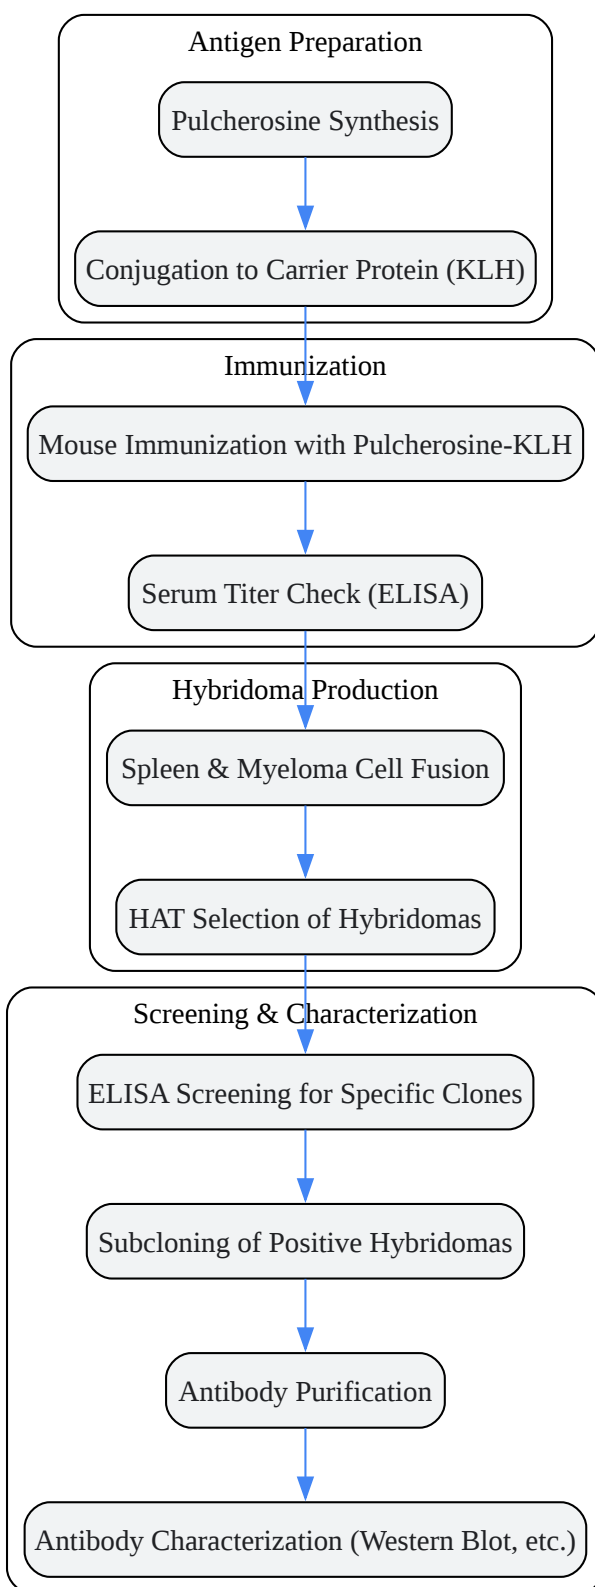 Antigen Preparation
Pulcherosine Synthesis
Conjugation to Carrier Protein (KLH)
Immunization
Mouse Immunization with Pulcherosine-KLH
Serum Titer Check (ELISA)
Hybridoma Production
Spleen & Myeloma Cell Fusion
HAT Selection of Hybridomas
Screening & Characterization
ELISA Screening for Specific Clones
Subcloning of Positive Hybridomas
Antibody Purification
Antibody Characterization (Western Blot, etc.)